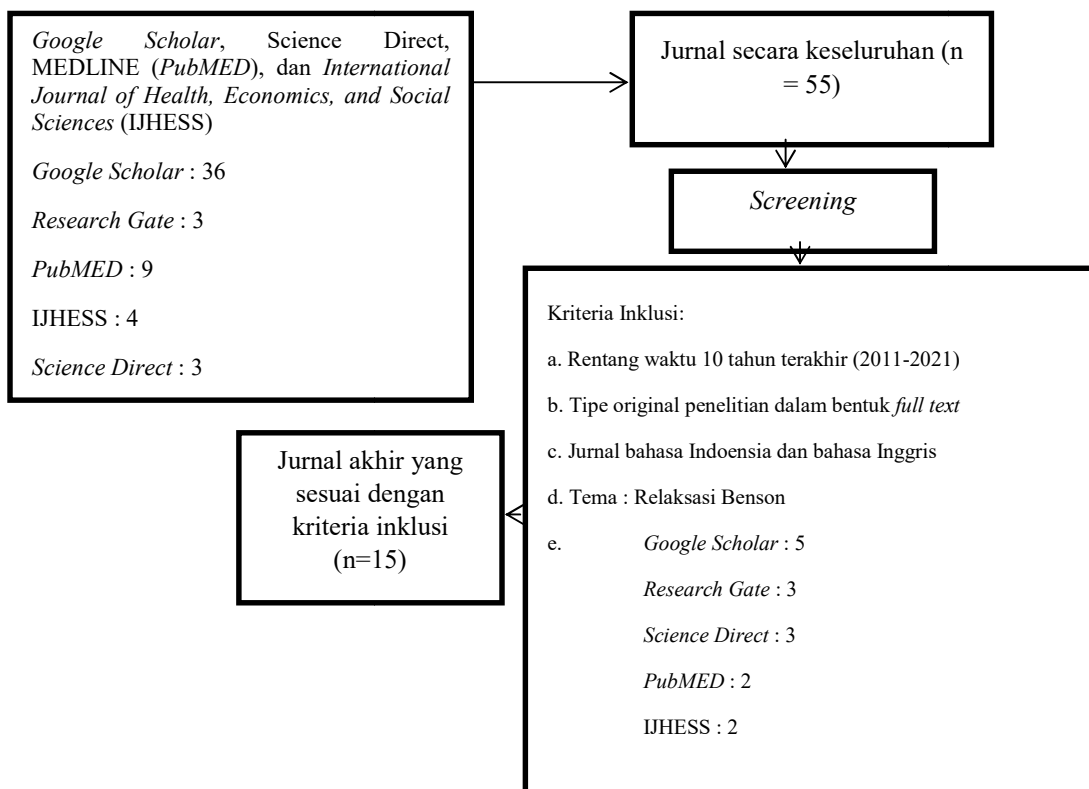 Google Scholar, Science Direct,
MEDLINE (PubMED), dan International
Journal of Health, Economics, and Social
Sciences (IJHESS)
Google Scholar : 36
Research Gate : 3
PubMED : 9
IJHESS : 4
Science Direct : 3
Jurnal secara keseluruhan (n
= 55)
Screening
Kriteria Inklusi:
a. Rentang waktu 10 tahun terakhir (2011-2021)
b. Tipe original penelitian dalam bentuk full text
c. Jurnal bahasa Indoensia dan bahasa Inggris
d. Tema : Relaksasi Benson
e. Google Scholar : 5
Research Gate : 3
Science Direct : 3
PubMED : 2
IJHESS : 2
Jurnal akhir yang
sesuai dengan
kriteria inklusi
(n=15)